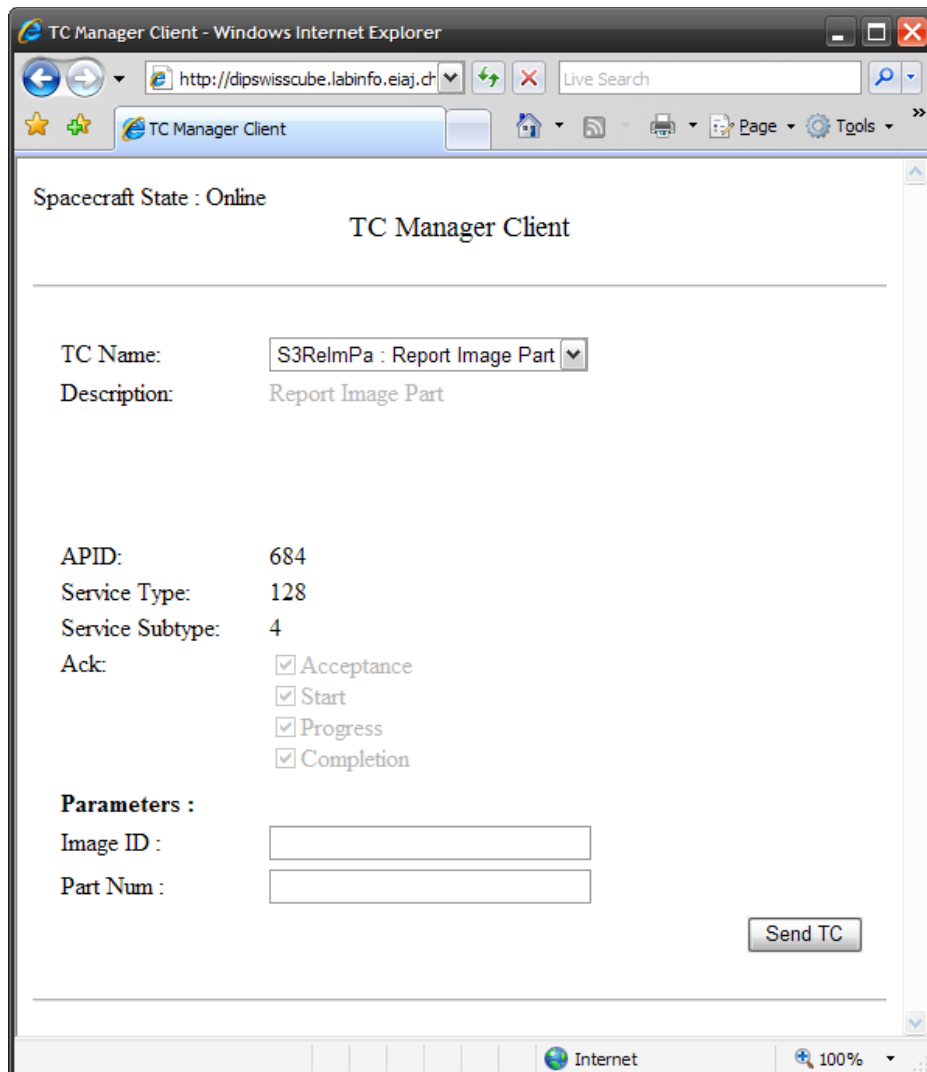 TC Manager Client - Windows Internet Explorer
http://dipswisscube.labinfo.eiaj.ch
Live Search
TC Manager Client
Page
Tools
»
Spacecraft State : Online
TC Manager Client
TC Name:
S3ReImPa : Report Image Part
Description:
Report Image Part
APID:
684
Service Type:
128
Service Subtype:
4
Ack:
Acceptance
Start
Progress
Completion
Parameters :
Image ID :
Part Num :
Send TC
Internet
100%